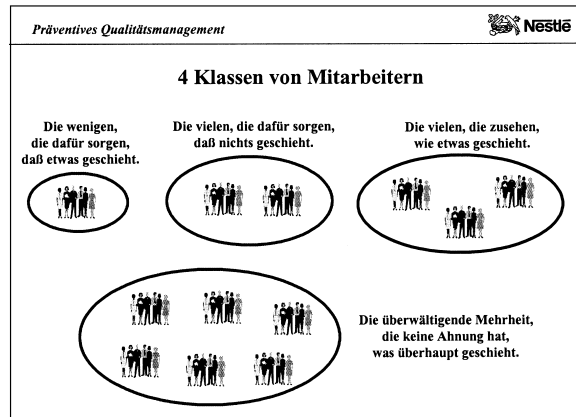 Präventives Qualitätsmanagement
Nestlé
4 Klassen von Mitarbeitern
Die wenigen,
die dafür sorgen,
daß etwas geschieht.
Die vielen, die dafür sorgen,
daß nichts geschieht.
Die vielen, die zusehen,
wie etwas geschieht.
Die überwältigende Mehrheit,
die keine Ahnung hat,
was überhaupt geschieht.